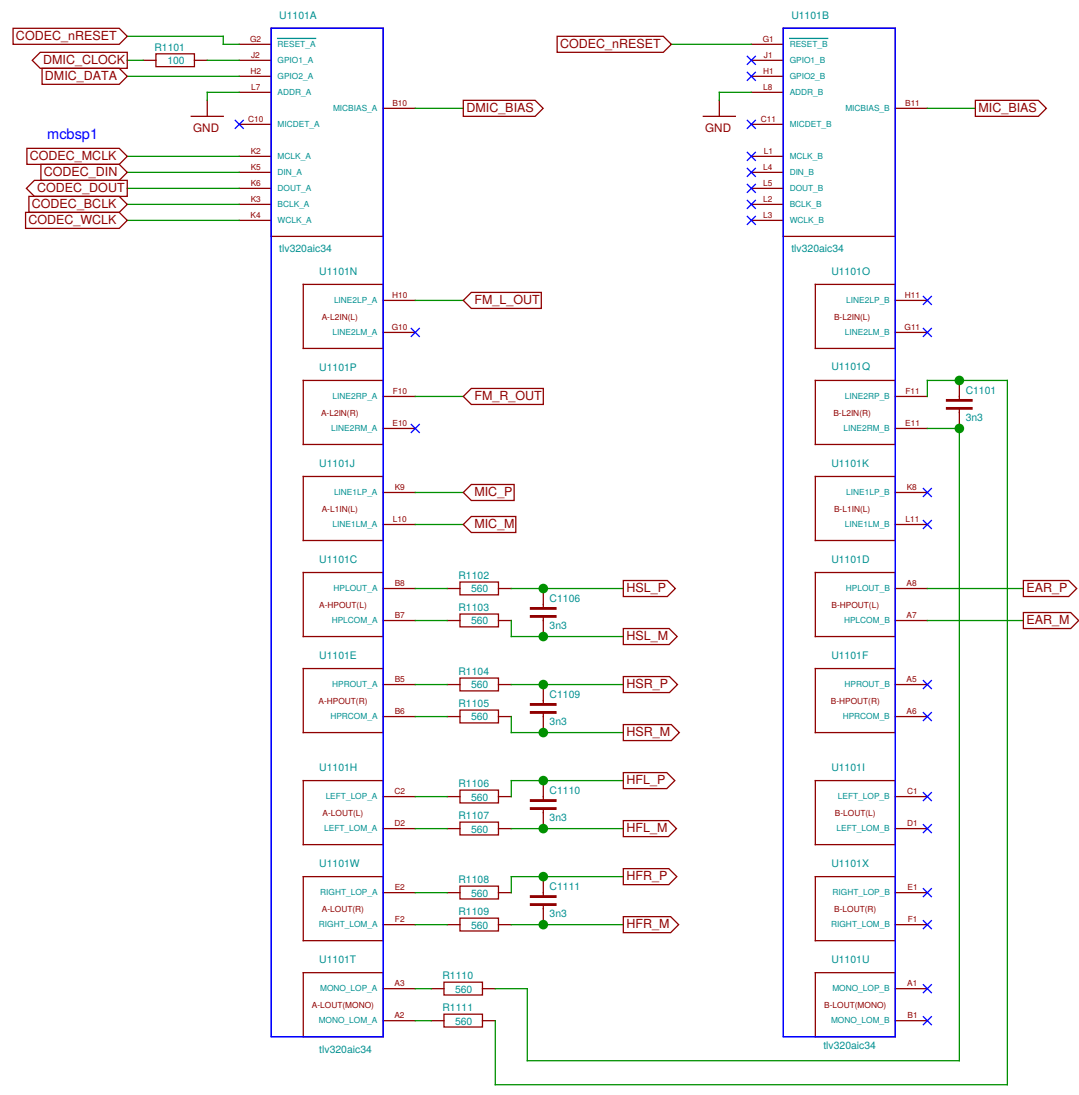 U1101A
CODEC_nRESET
G2
RESET_A
DMIC_CLOCK
R1101
100
J2
GPIO1_A
DMIC_DATA
H2
GPIO2_A
L7
ADDR_A
GND
MICBIAS_A
B10
DMIC_BIAS
C10
MICDET_A
mcbsp1
CODEC_MCLK
K2
MCLK_A
CODEC_DIN
K5
DIN_A
CODEC_DOUT
K6
DOUT_A
CODEC_BCLK
K3
BCLK_A
CODEC_WCLK
K4
WCLK_A
tlv320aic34
U1101N
LINE2LP_A
H10
FM_L_OUT
A-L2IN(L)
LINE2LM_A
G10
U1101P
LINE2RP_A
F10
FM_R_OUT
A-L2IN(R)
LINE2RM_A
E10
U1101J
LINE1LP_A
K9
MIC_P
A-L1IN(L)
LINE1LM_A
L10
MIC_M
U1101C
HPLOUT_A
B8
R1102
560
HSL_P
A-HPOUT(L)
C1106
3n3
HPLCOM_A
B7
R1103
560
HSL_M
U1101E
HPROUT_A
B5
R1104
560
HSR_P
A-HPOUT(R)
C1109
3n3
HPRCOM_A
B6
R1105
560
HSR_M
U1101H
LEFT_LOP_A
C2
R1106
560
HFL_P
A-LOUT(L)
C1110
3n3
LEFT_LOM_A
D2
R1107
560
HFL_M
U1101W
RIGHT_LOP_A
E2
R1108
560
HFR_P
A-LOUT(R)
C1111
3n3
RIGHT_LOM_A
F2
R1109
560
HFR_M
U1101T
MONO_LOP_A
A3
R1110
560
A-LOUT(MONO)
MONO_LOM_A
A2
R1111
560
tlv320aic34
U1101B
CODEC_nRESET
G1
RESET_B
J1
GPIO1_B
H1
GPIO2_B
L8
ADDR_B
GND
MICBIAS_B
B11
MIC_BIAS
C11
MICDET_B
L1
MCLK_B
L4
DIN_B
L5
DOUT_B
L2
BCLK_B
L3
WCLK_B
tlv320aic34
U1101O
LINE2LP_B
H11
B-L2IN(L)
LINE2LM_B
G11
U1101Q
LINE2RP_B
F11
C1101
3n3
B-L2IN(R)
LINE2RM_B
E11
U1101K
LINE1LP_B
K8
B-L1IN(L)
LINE1LM_B
L11
U1101D
HPLOUT_B
A8
EAR_P
B-HPOUT(L)
HPLCOM_B
A7
EAR_M
U1101F
HPROUT_B
A5
B-HPOUT(R)
HPRCOM_B
A6
U1101I
LEFT_LOP_B
C1
B-LOUT(L)
LEFT_LOM_B
D1
U1101X
RIGHT_LOP_B
E1
B-LOUT(R)
RIGHT_LOM_B
F1
U1101U
MONO_LOP_B
A1
B-LOUT(MONO)
MONO_LOM_B
B1
tlv320aic34